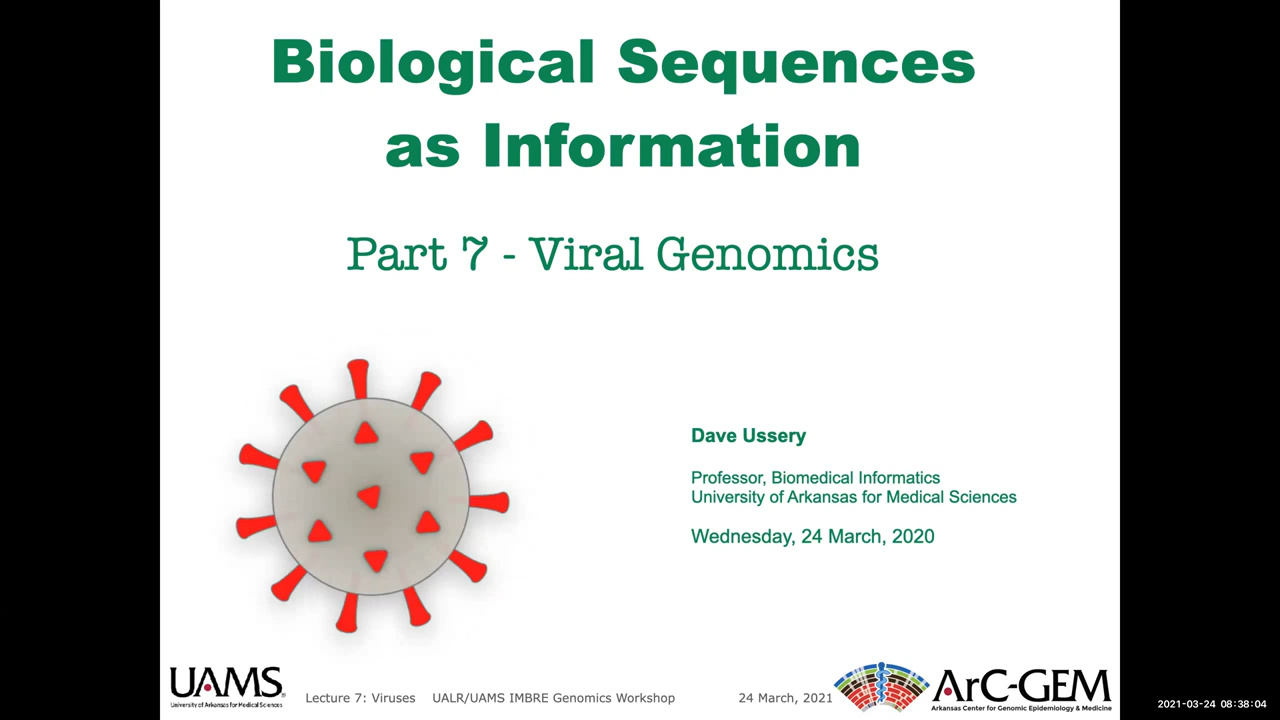 Biological Sequences
as Information
Part 7 - Viral Genomics
Dave Ussery
Professor, Biomedical Informatics
University of Arkansas for Medical Sciences
Wednesday, 24 March, 2020
UAMS
University of Arkansas for Medical Sciences
Lecture 7: Viruses UALR/UAMS IMBRE Genomics Workshop 24 March, 2021
ArC-GEM
Arkansas Center for Genomic Epidemiology & Medicine
2021-03-24 08:38:04